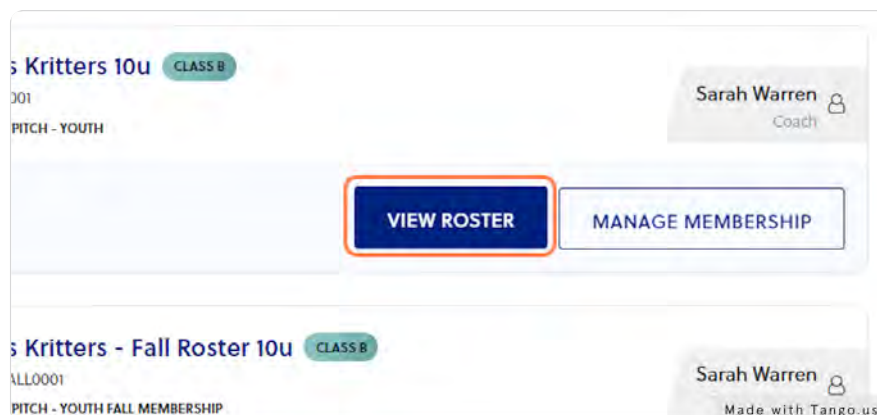 s Kritters 10u CLASS B
001
PITCH - YOUTH
Sarah Warren
Coach
VIEW ROSTER
MANAGE MEMBERSHIP
s Kritters - Fall Roster 10u CLASS B
ALL0001
PITCH - YOUTH FALL MEMBERSHIP
Sarah Warren
Made with Tango.us